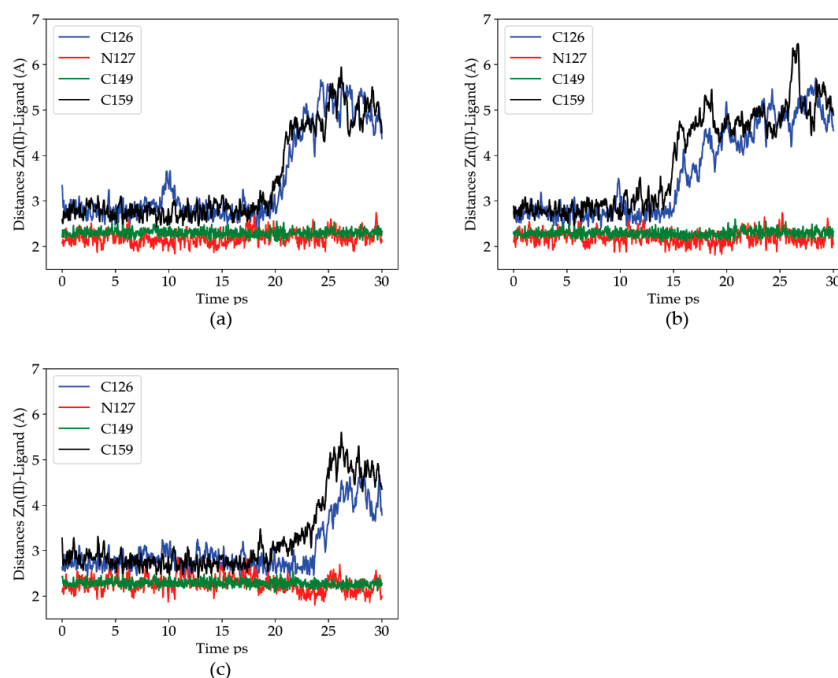 7
6
5
4
3
2
Distances Zn(II)-Ligand (A)
C126
N127
C149
C159
0 5 10 15 20 25 30
Time ps
(a)
7
6
5
4
3
2
Distances Zn(II)-Ligand (A)
C126
N127
C149
C159
0 5 10 15 20 25 30
Time ps
(b)
7
6
5
4
3
2
Distances Zn(II)-Ligand (A)
C126
N127
C149
C159
0 5 10 15 20 25 30
Time ps
(c)